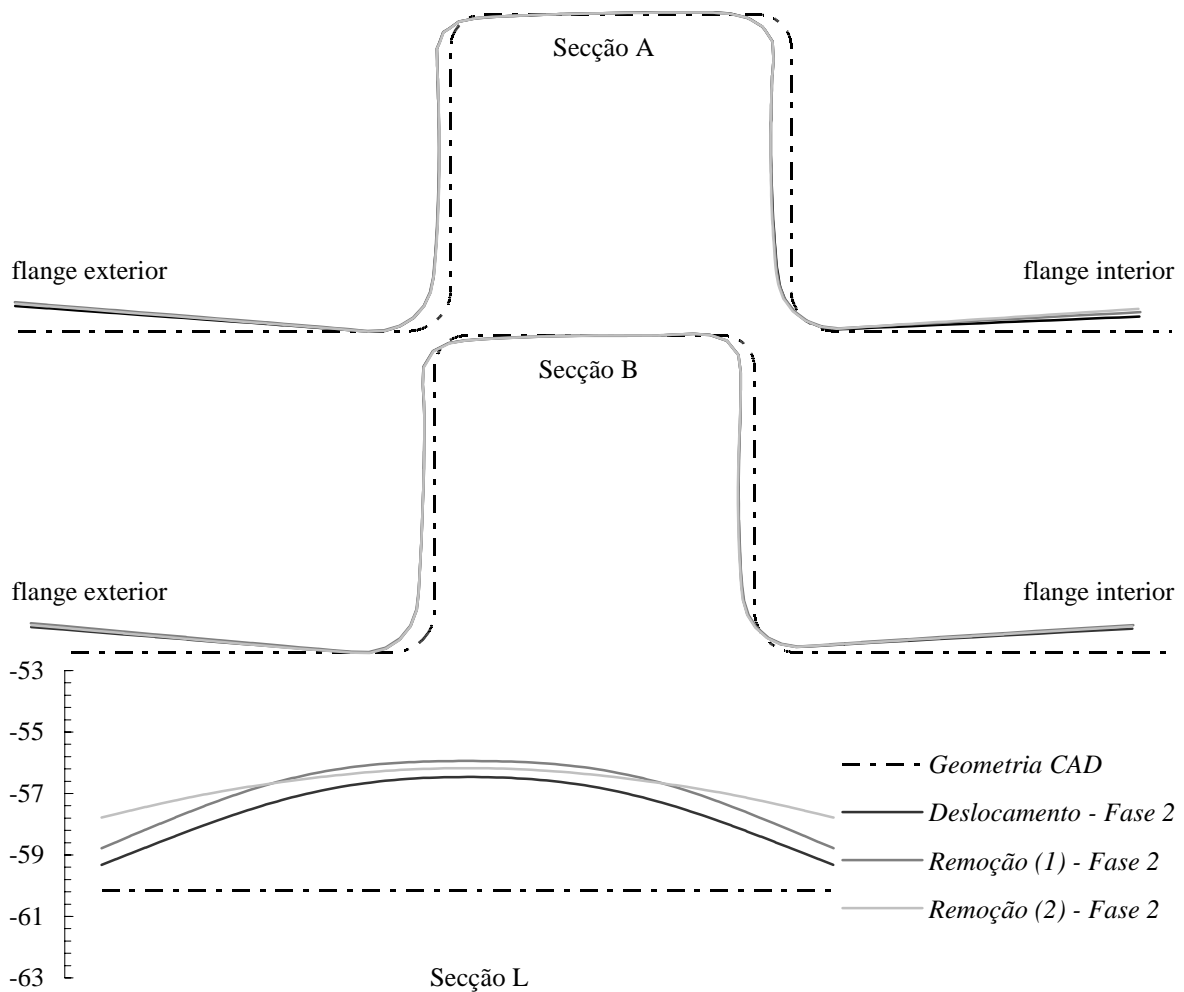 Secção A
flange exterior
flange interior
Secção B
flange exterior
flange interior
-53
-55
-57
-59
-61
-63
Geometria CAD
Deslocamento - Fase 2
Remoção (1) - Fase 2
Remoção (2) - Fase 2
Secção L